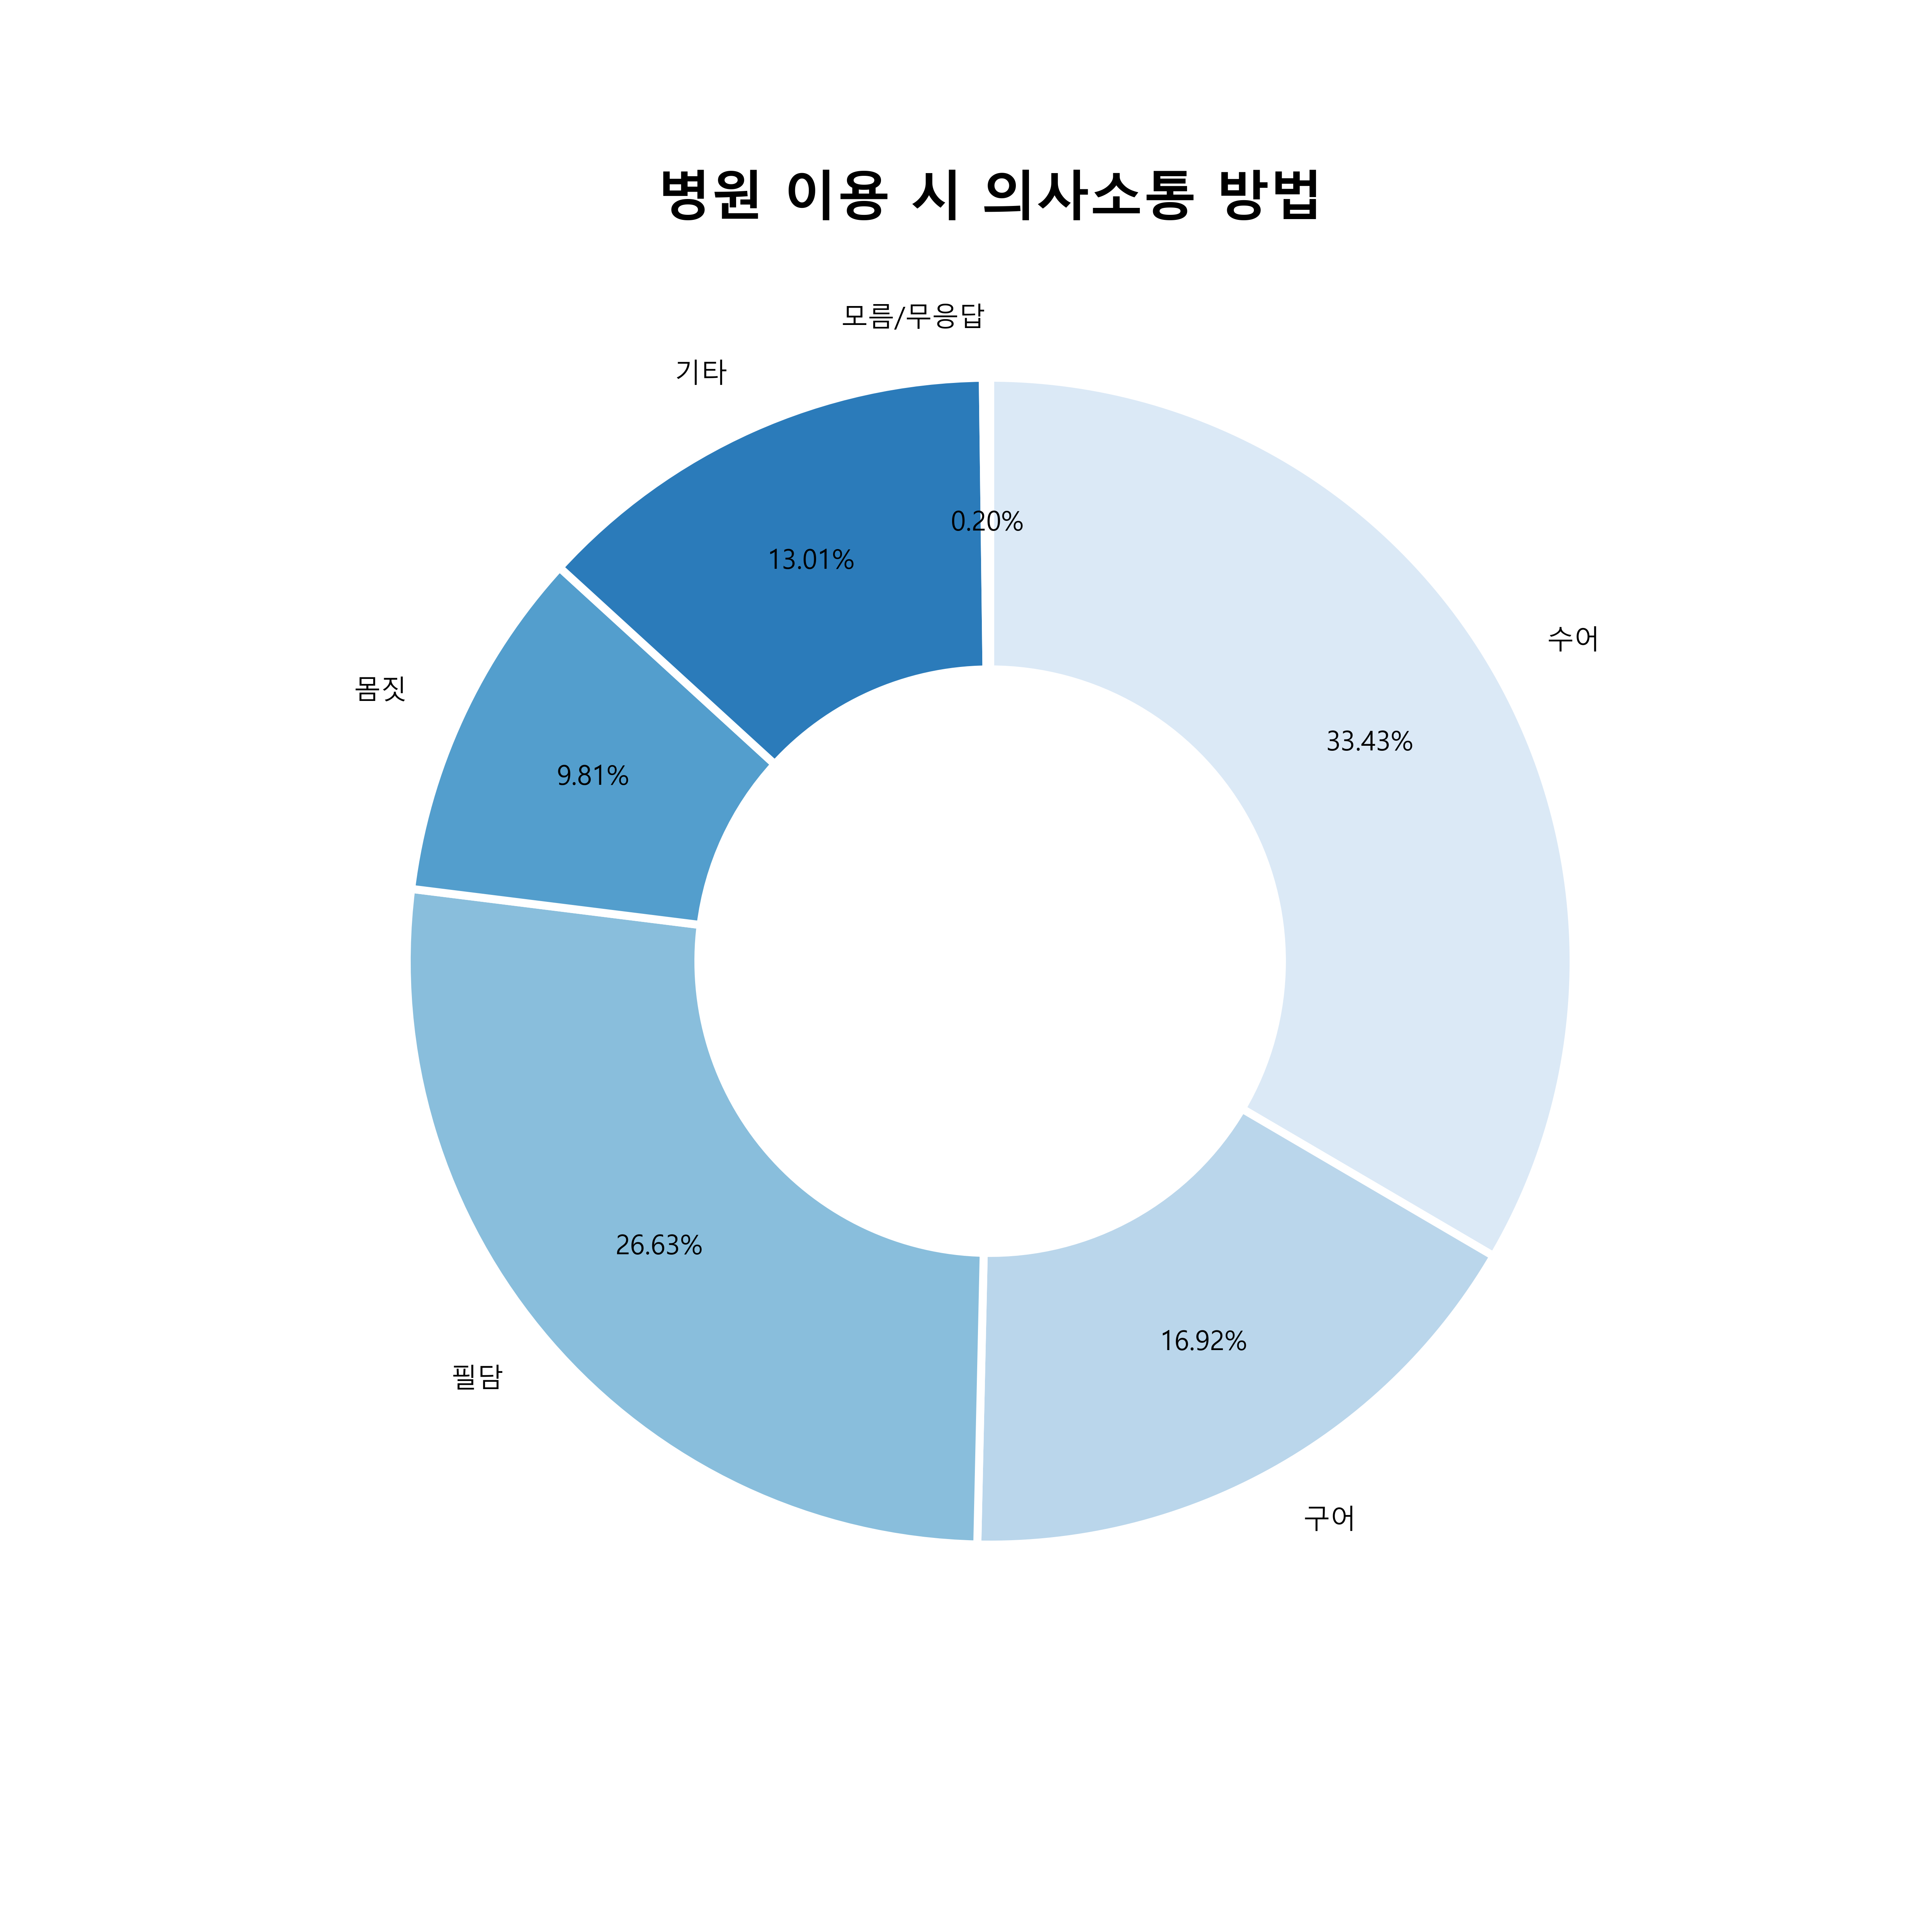 병원 이용 시 의사소통 방법
모름/무응답
기타
0.20%
13.01%
수어
33.43%
몸짓
9.81%
26.63%
16.92%
필담
구어